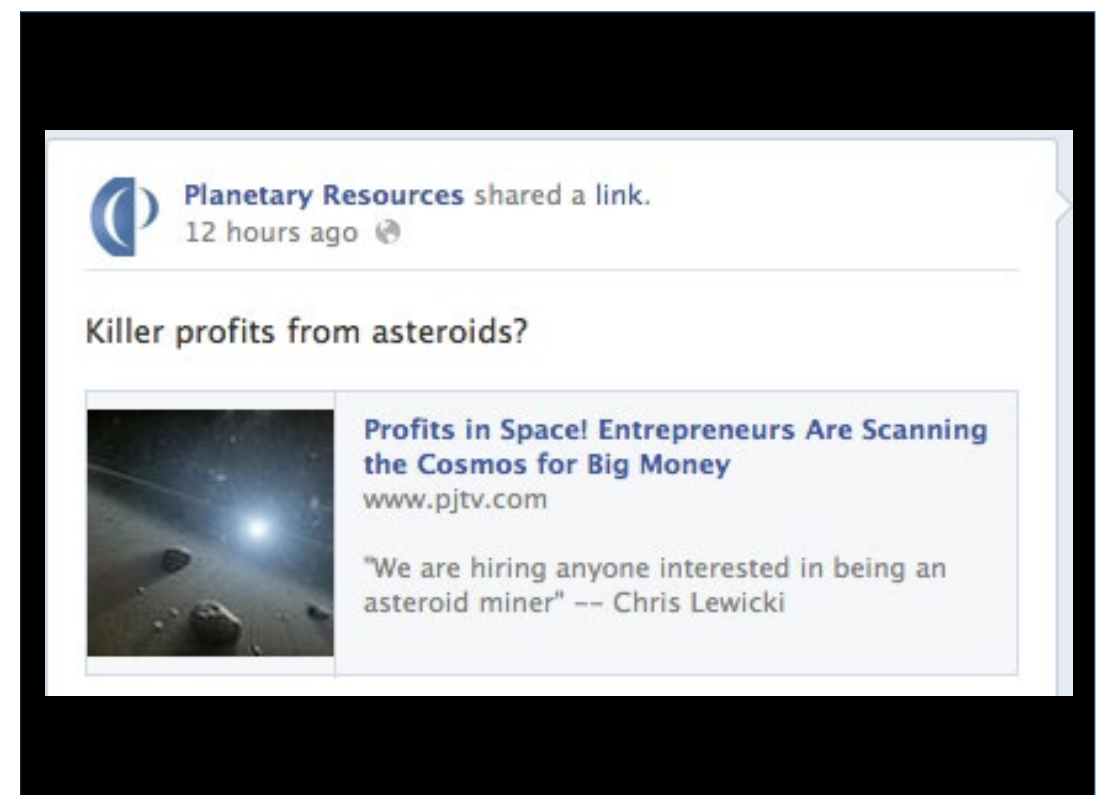 Planetary Resources shared a link.
12 hours ago
Killer profits from asteroids?
Profits in Space! Entrepreneurs Are Scanning
the Cosmos for Big Money
www.pjtv.com
"We are hiring anyone interested in being an
asteroid miner" -- Chris Lewicki